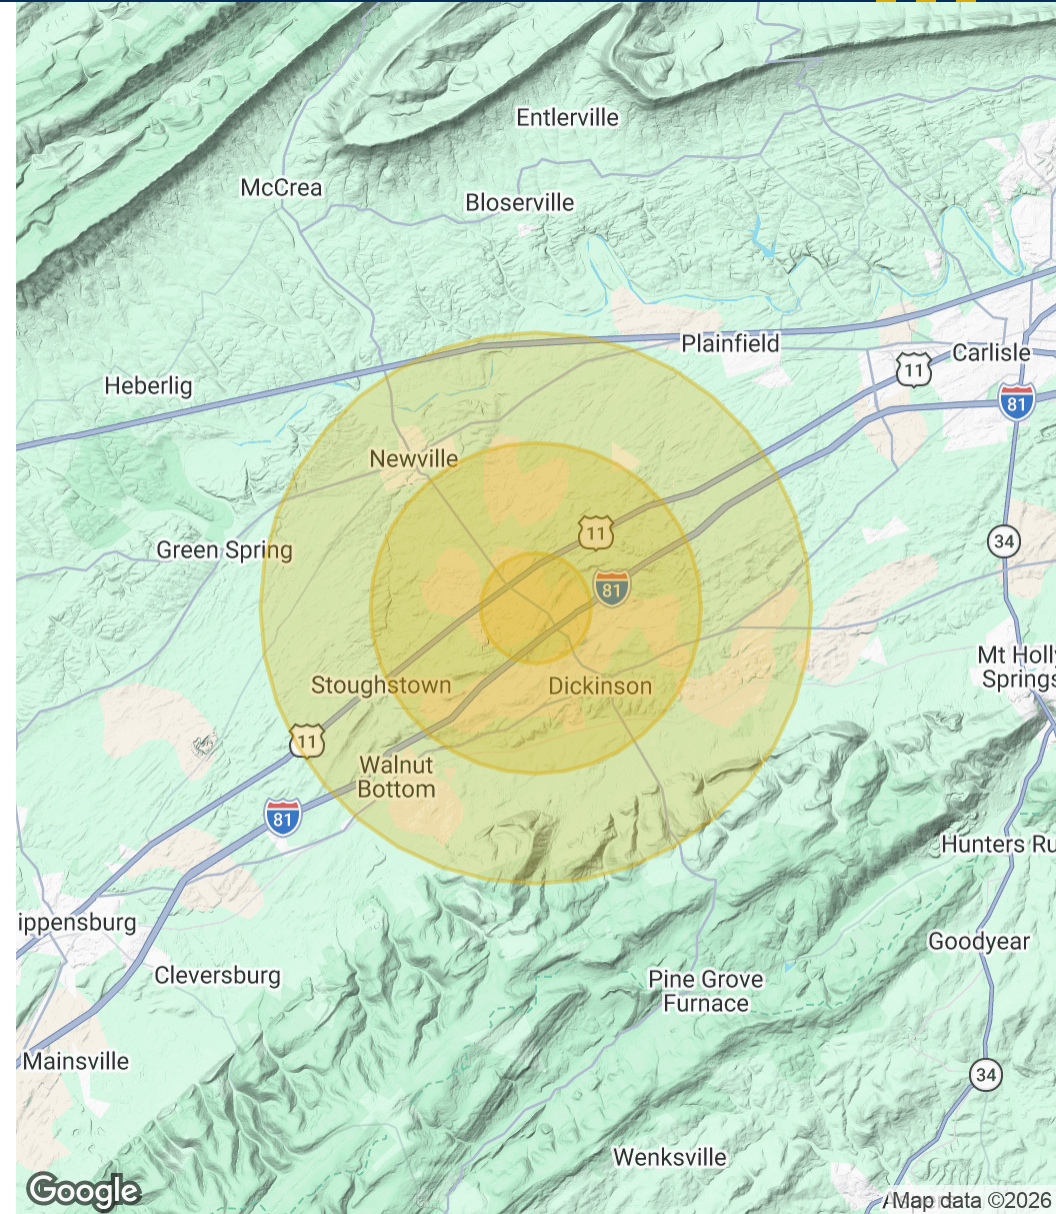 Entlerville
McCrea
Bloserville
Plainfield
Carlisle
11
81
Heberlig
Newville
11
34
Green Spring
81
Mt Holly
Springs
Stoughstown
Dickinson
11
Walnut
Bottom
81
Hunters Ru
ippensburg
Goodyear
Cleversburg
Pine Grove
Furnace
Mainsville
34
Wenksville
Google
Map data ©2026